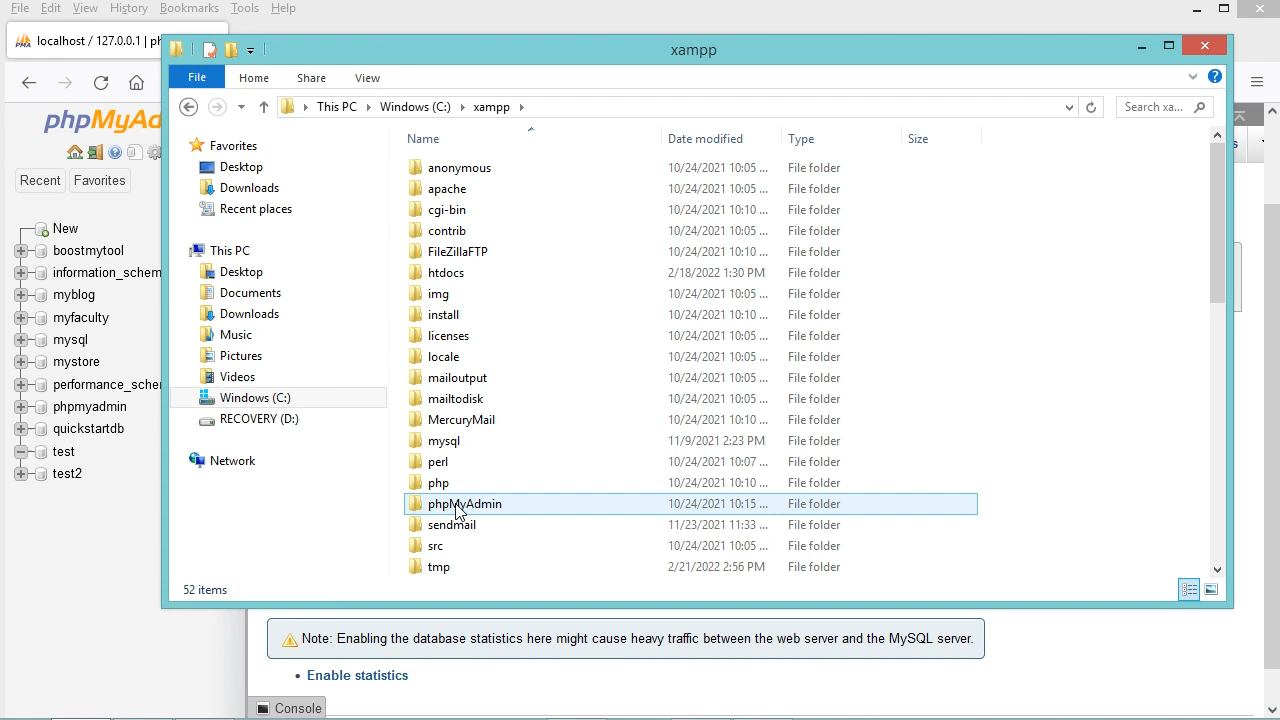 File Edit View History Bookmarks Tools Help
localhost / 127.0.0.1 | ph
xampp
File Home Share View
This PC Windows (C:) xampp
Search xa...
phpMyAd
Recent Favorites
New
boostmytool
information_schem
myblog
myfaculty
mysql
mystore
performance_scher
phpmyadmin
quickstartdb
test
test2
Favorites
Desktop
Downloads
Recent places
This PC
Desktop
Documents
Downloads
Music
Pictures
Videos
Windows (C:)
RECOVERY (D:)
Network
Name Date modified Type Size
anonymous 10/24/2021 10:05 ... File folder
apache 10/24/2021 10:05 ... File folder
cgi-bin 10/24/2021 10:10 ... File folder
contrib 10/24/2021 10:05 ... File folder
FileZillaFTP 10/24/2021 10:10 ... File folder
htdocs 2/18/2022 1:30 PM File folder
img 10/24/2021 10:05 ... File folder
install 10/24/2021 10:10 ... File folder
licenses 10/24/2021 10:05 ... File folder
locale 10/24/2021 10:05 ... File folder
mailoutput 10/24/2021 10:05 ... File folder
mailtodisk 10/24/2021 10:05 ... File folder
MercuryMail 10/24/2021 10:10 ... File folder
mysql 11/9/2021 2:23 PM File folder
perl 10/24/2021 10:07 ... File folder
php 10/24/2021 10:10 ... File folder
phpMyAdmin 10/24/2021 10:15 ... File folder
sendmail 11/23/2021 11:33 ... File folder
src 10/24/2021 10:05 ... File folder
tmp 2/21/2022 2:56 PM File folder
52 items
Note: Enabling the database statistics here might cause heavy traffic between the web server and the MySQL server.
• Enable statistics
Console